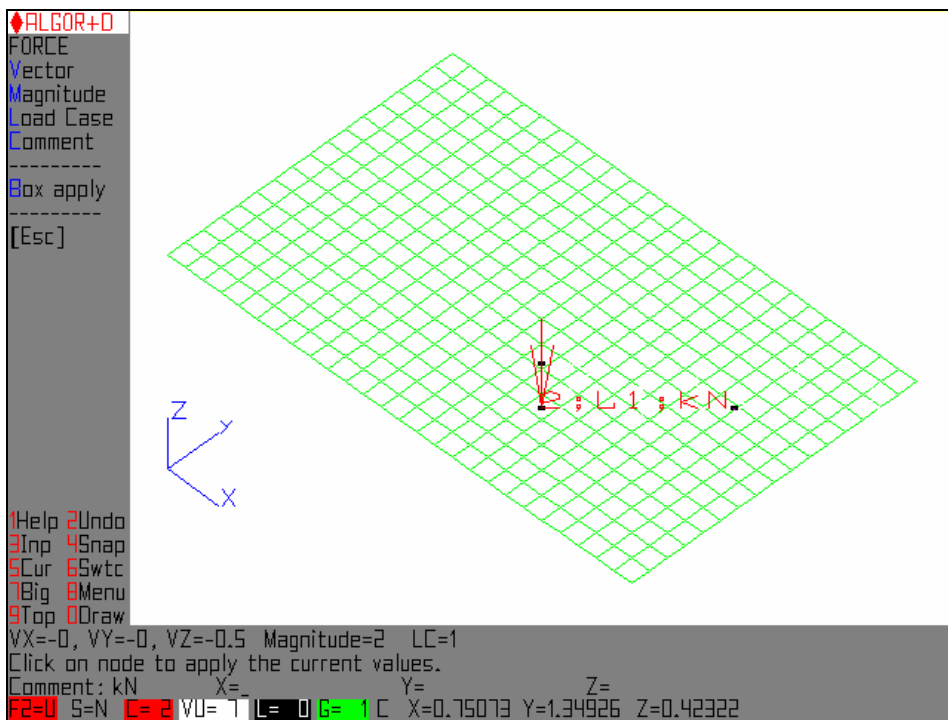 ALGOR+D
FORCE
Vector
Magnitude
Load Case
Comment
---------
Box apply
---------
[Esc]
2;L1;kN
Z
Y
X
1Help 2Undo
3Inp 4Snap
5Cur 6Swtc
7Big 8Menu
9Top 0Draw
VX=-0, VY=-0, VZ=-0.5 Magnitude=2 LC=1
Click on node to apply the current values.
Comment: kN X=_ Y= Z=
F2=U S=N C= 2 VU= 7 L= 0 G= 1 C X=0.75073 Y=1.34926 Z=0.42322